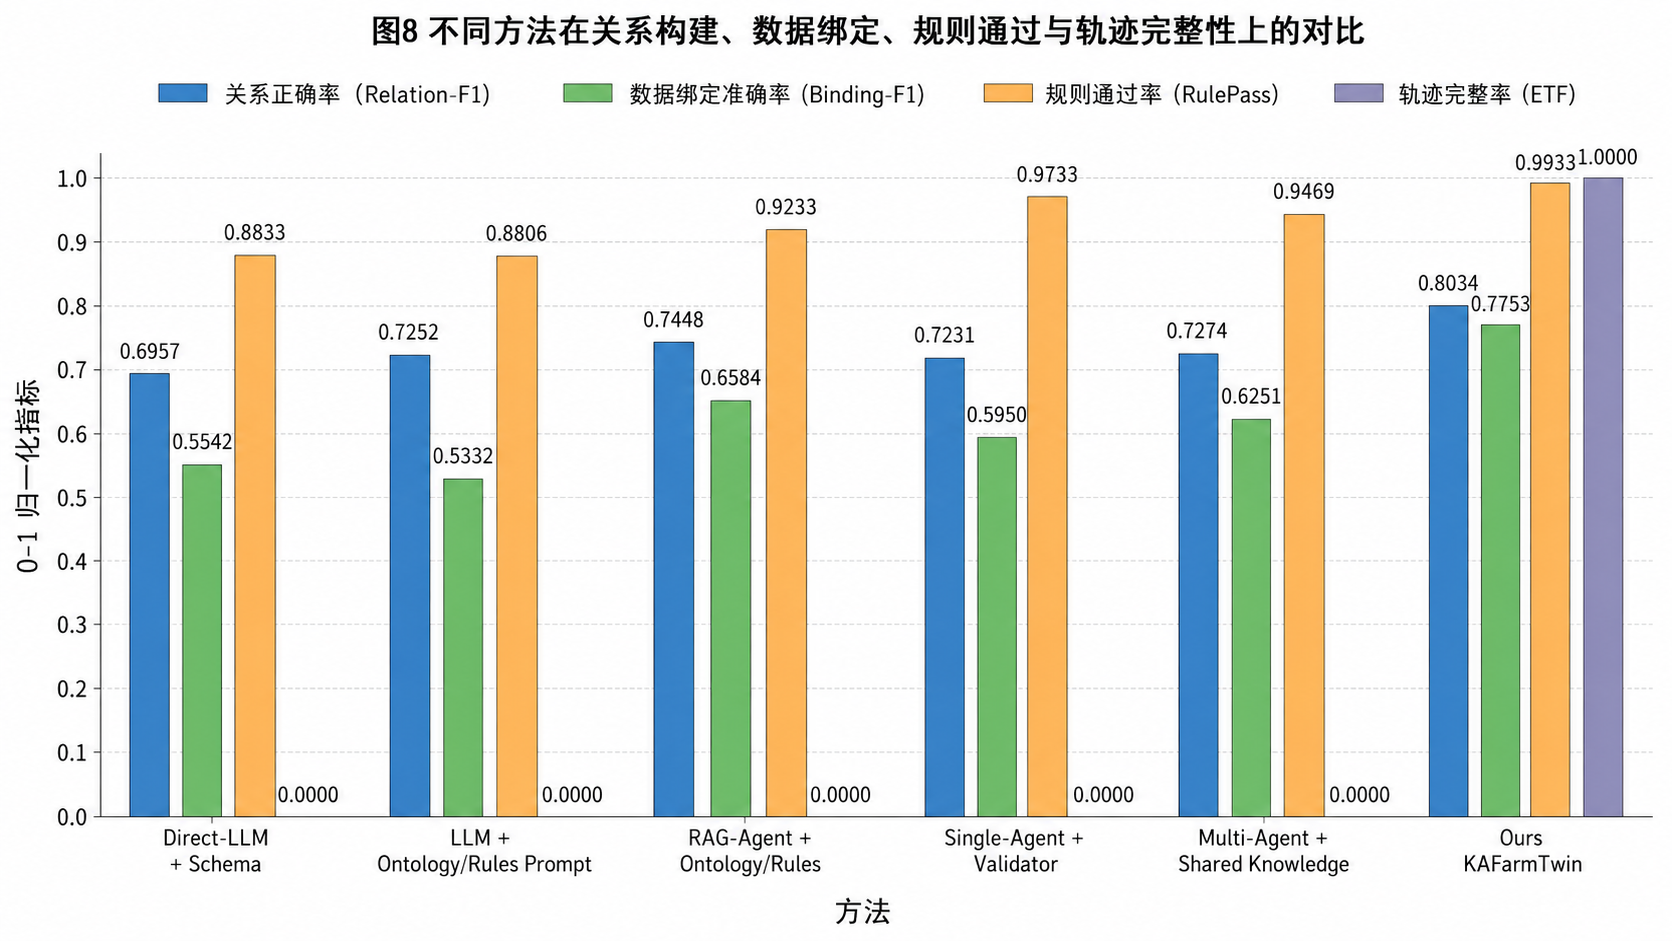 图8 不同方法在关系构建、数据绑定、规则通过与轨迹完整性上的对比
关系正确率（Relation-F1） 数据绑定准确率 (Binding-F1) 规则通过率 (RulePass) 轨迹完整率 (ETF)
0-1 归一化指标
1.0
0.9
0.8
0.7
0.6
0.5
0.4
0.3
0.2
0.1
0.0
0.6957 0.5542 0.8833 0.0000
0.7252 0.5332 0.8806 0.0000
0.7448 0.6584 0.9233 0.0000
0.7231 0.5950 0.9733 0.0000
0.7274 0.6251 0.9469 0.0000
0.8034 0.7753 0.9933 1.0000
Direct-LLM
+ Schema
LLM +
Ontology/Rules Prompt
RAG-Agent +
Ontology/Rules
Single-Agent +
Validator
Multi-Agent +
Shared Knowledge
Ours
KAFarmTwin
方法